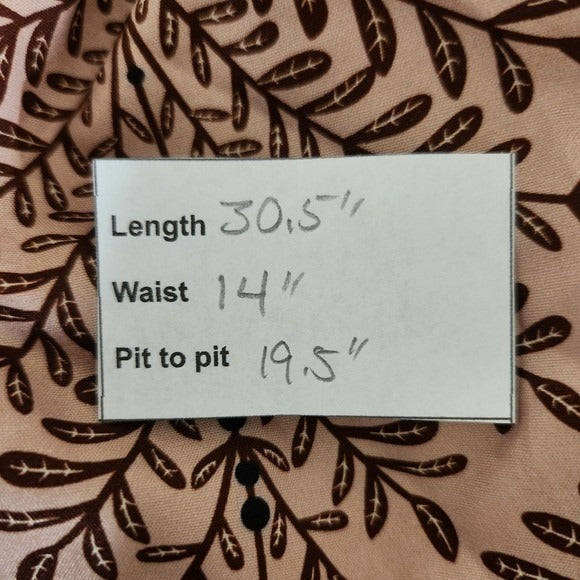 Length 30.5"
Waist 14"
Pit to pit 19.5"